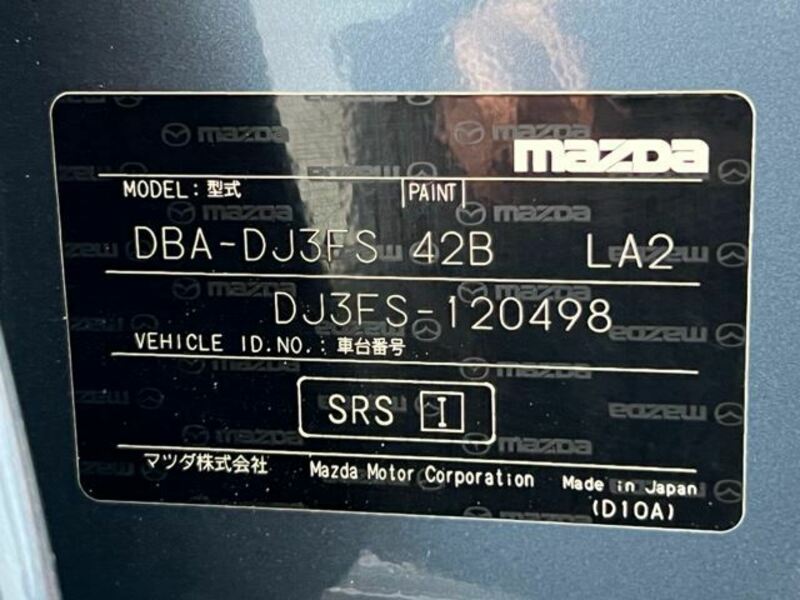 mazda
MODEL: 型式 PAINT
DBA-DJ3FS 42B LA2
DJ3FS-120498
VEHICLE ID.NO.: 車台番号
SRS I
マツダ株式会社 Mazda Motor Corporation Made in Japan
(D10A)